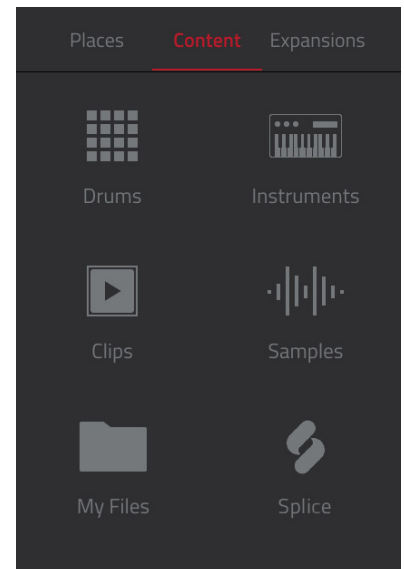 Places Content Expansions
Drums Instruments
Clips Samples
My Files Splice